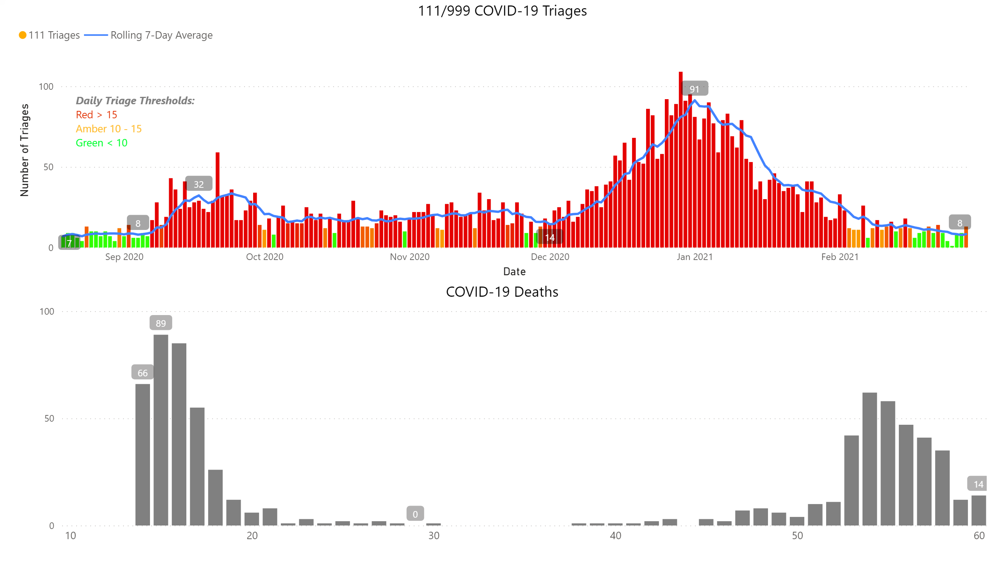 111/999 COVID-19 Triages
111 Triages Rolling 7-Day Average
Number of Triages
100
50
0
Daily Triage Thresholds:
Red > 15
Amber 10 - 15
Green < 10
7
8
32
14
91
8
Sep 2020 Oct 2020 Nov 2020 Dec 2020 Jan 2021 Feb 2021
Date
COVID-19 Deaths
100
50
0
66
89
0
14
10 20 30 40 50 60